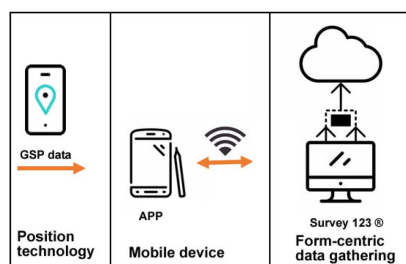 GSP data
Position
technology
APP
Mobile device
Survey 123 ®
Form-centric
data gathering